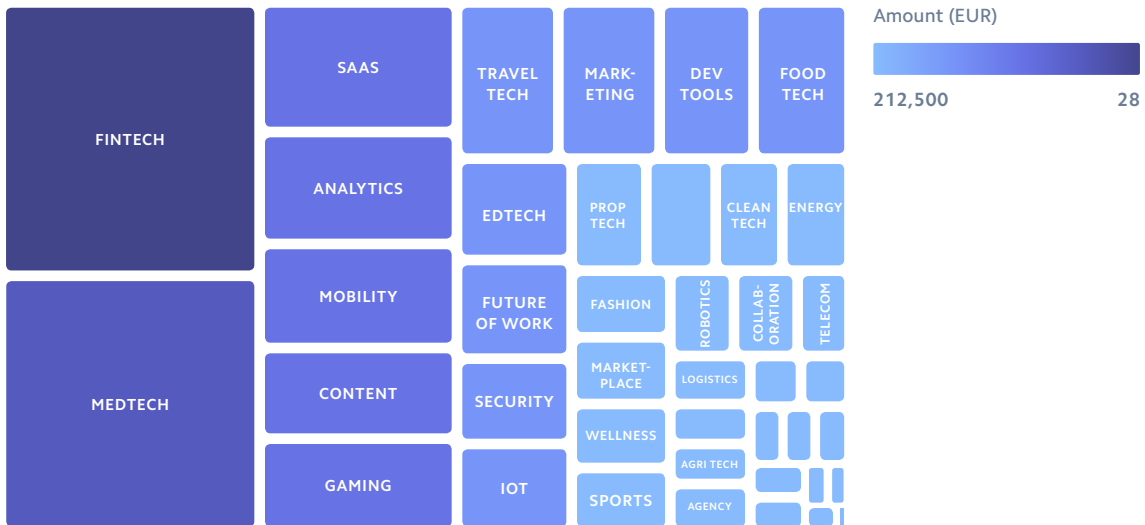 FINTECH
MEDTECH
SAAS
ANALYTICS
MOBILITY
CONTENT
GAMING
TRAVEL
TECH
MARK-
ETING
DEV
TOOLS
FOOD
TECH
EDTECH
FUTURE
OF WORK
SECURITY
IOT
PROP
TECH
CLEAN
TECH
ENERGY
FASHION
MARKET-
PLACE
WELLNESS
SPORTS
ROBOTICS
COLLAB-
ORATION
TELECOM
LOGISTICS
AGRI TECH
AGENCY
Amount (EUR)
212,500
28